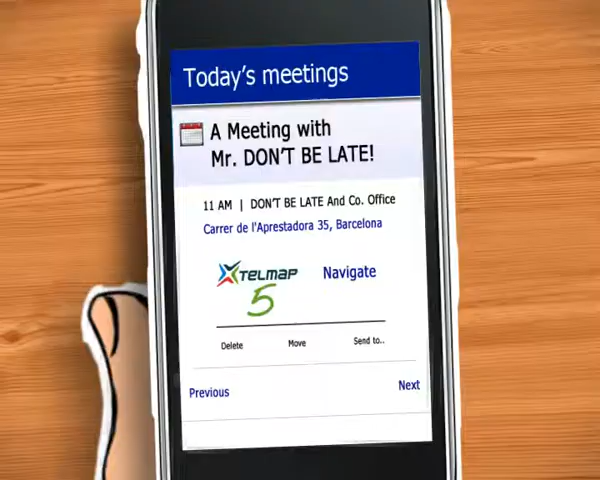 Today's meetings
A Meeting with
Mr. DON'T BE LATE!
11 AM | DON'T BE LATE And Co. Office
Carrer de l'Aprestadora 35, Barcelona
TELMAP
5
Navigate
Delete Move Send to..
Previous Next